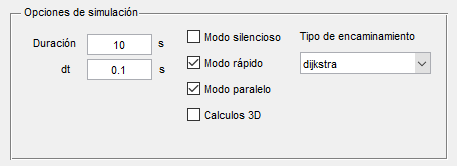 Opciones de simulación
Duración 10 s
dt 0.1 s
Modo silencioso
Modo rápido
Modo paralelo
Calculos 3D
Tipo de encaminamiento
dijkstra